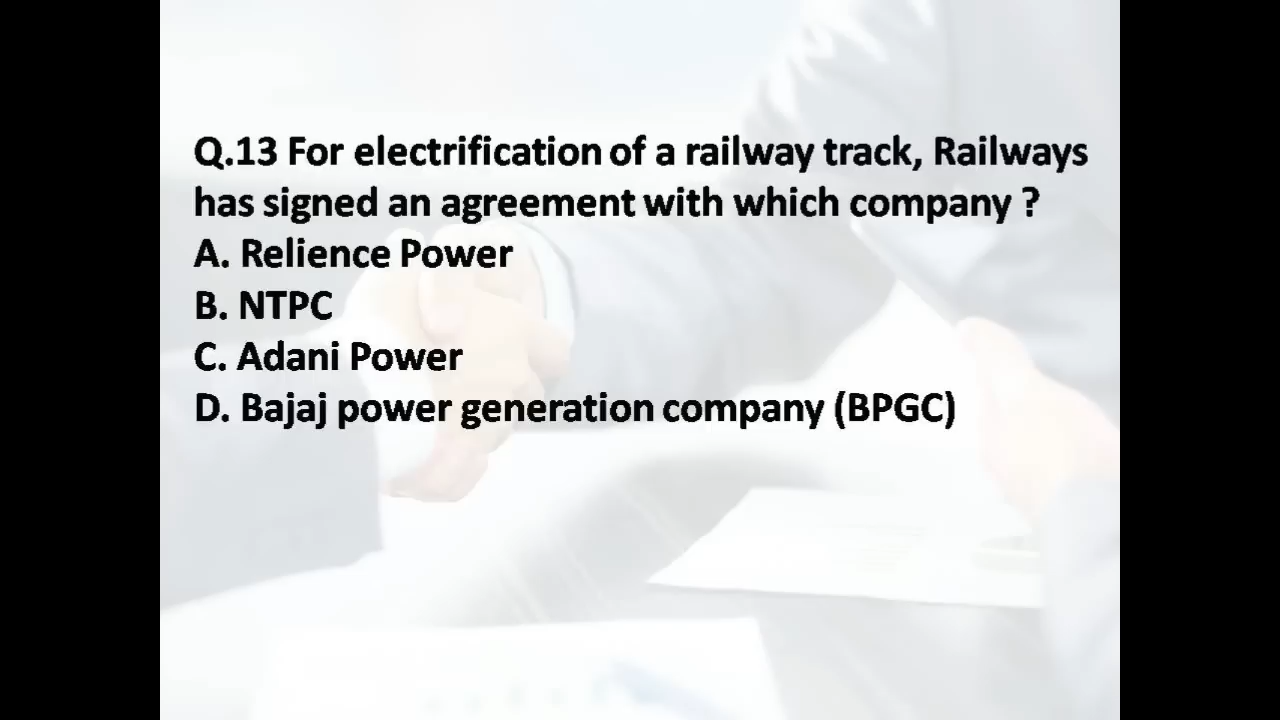 Q.13 For electrification of a railway track, Railways
has signed an agreement with which company ?
A. Relience Power
B. NTPC
C. Adani Power
D. Bajaj power generation company (BPGC)